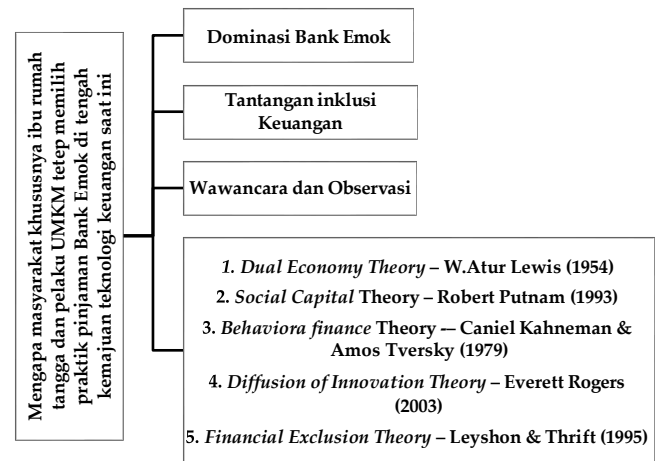 Mengapa masyarakat khususnya ibu rumah
tangga dan pelaku UMKM tetep memilih
praktik pinjaman Bank Emok di tengah
kemajuan teknologi keuangan saat ini
Dominasi Bank Emok
Tantangan inklusi
Keuangan
Wawancara dan Observasi
1. Dual Economy Theory – W.Atur Lewis (1954)
2. Social Capital Theory – Robert Putnam (1993)
3. Behaviora finance Theory -– Caniel Kahneman &
Amos Tversky (1979)
4. Diffusion of Innovation Theory – Everett Rogers
(2003)
5. Financial Exclusion Theory – Leyshon & Thrift (1995)